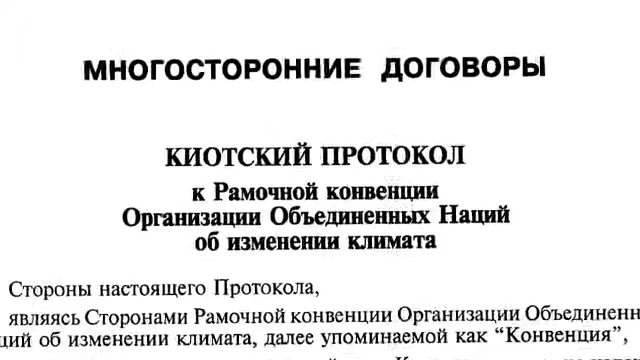 МНОГОСТОРОННИЕ ДОГОВОРЫ
КИОТСКИЙ ПРОТОКОЛ
к Рамочной конвенции
Организации Объединенных Наций
об изменении климата
Стороны настоящего Протокола,
являясь Сторонами Рамочной конвенции Организации Объединенн
ций об изменении климата, далее упоминаемой как “Конвенция”,